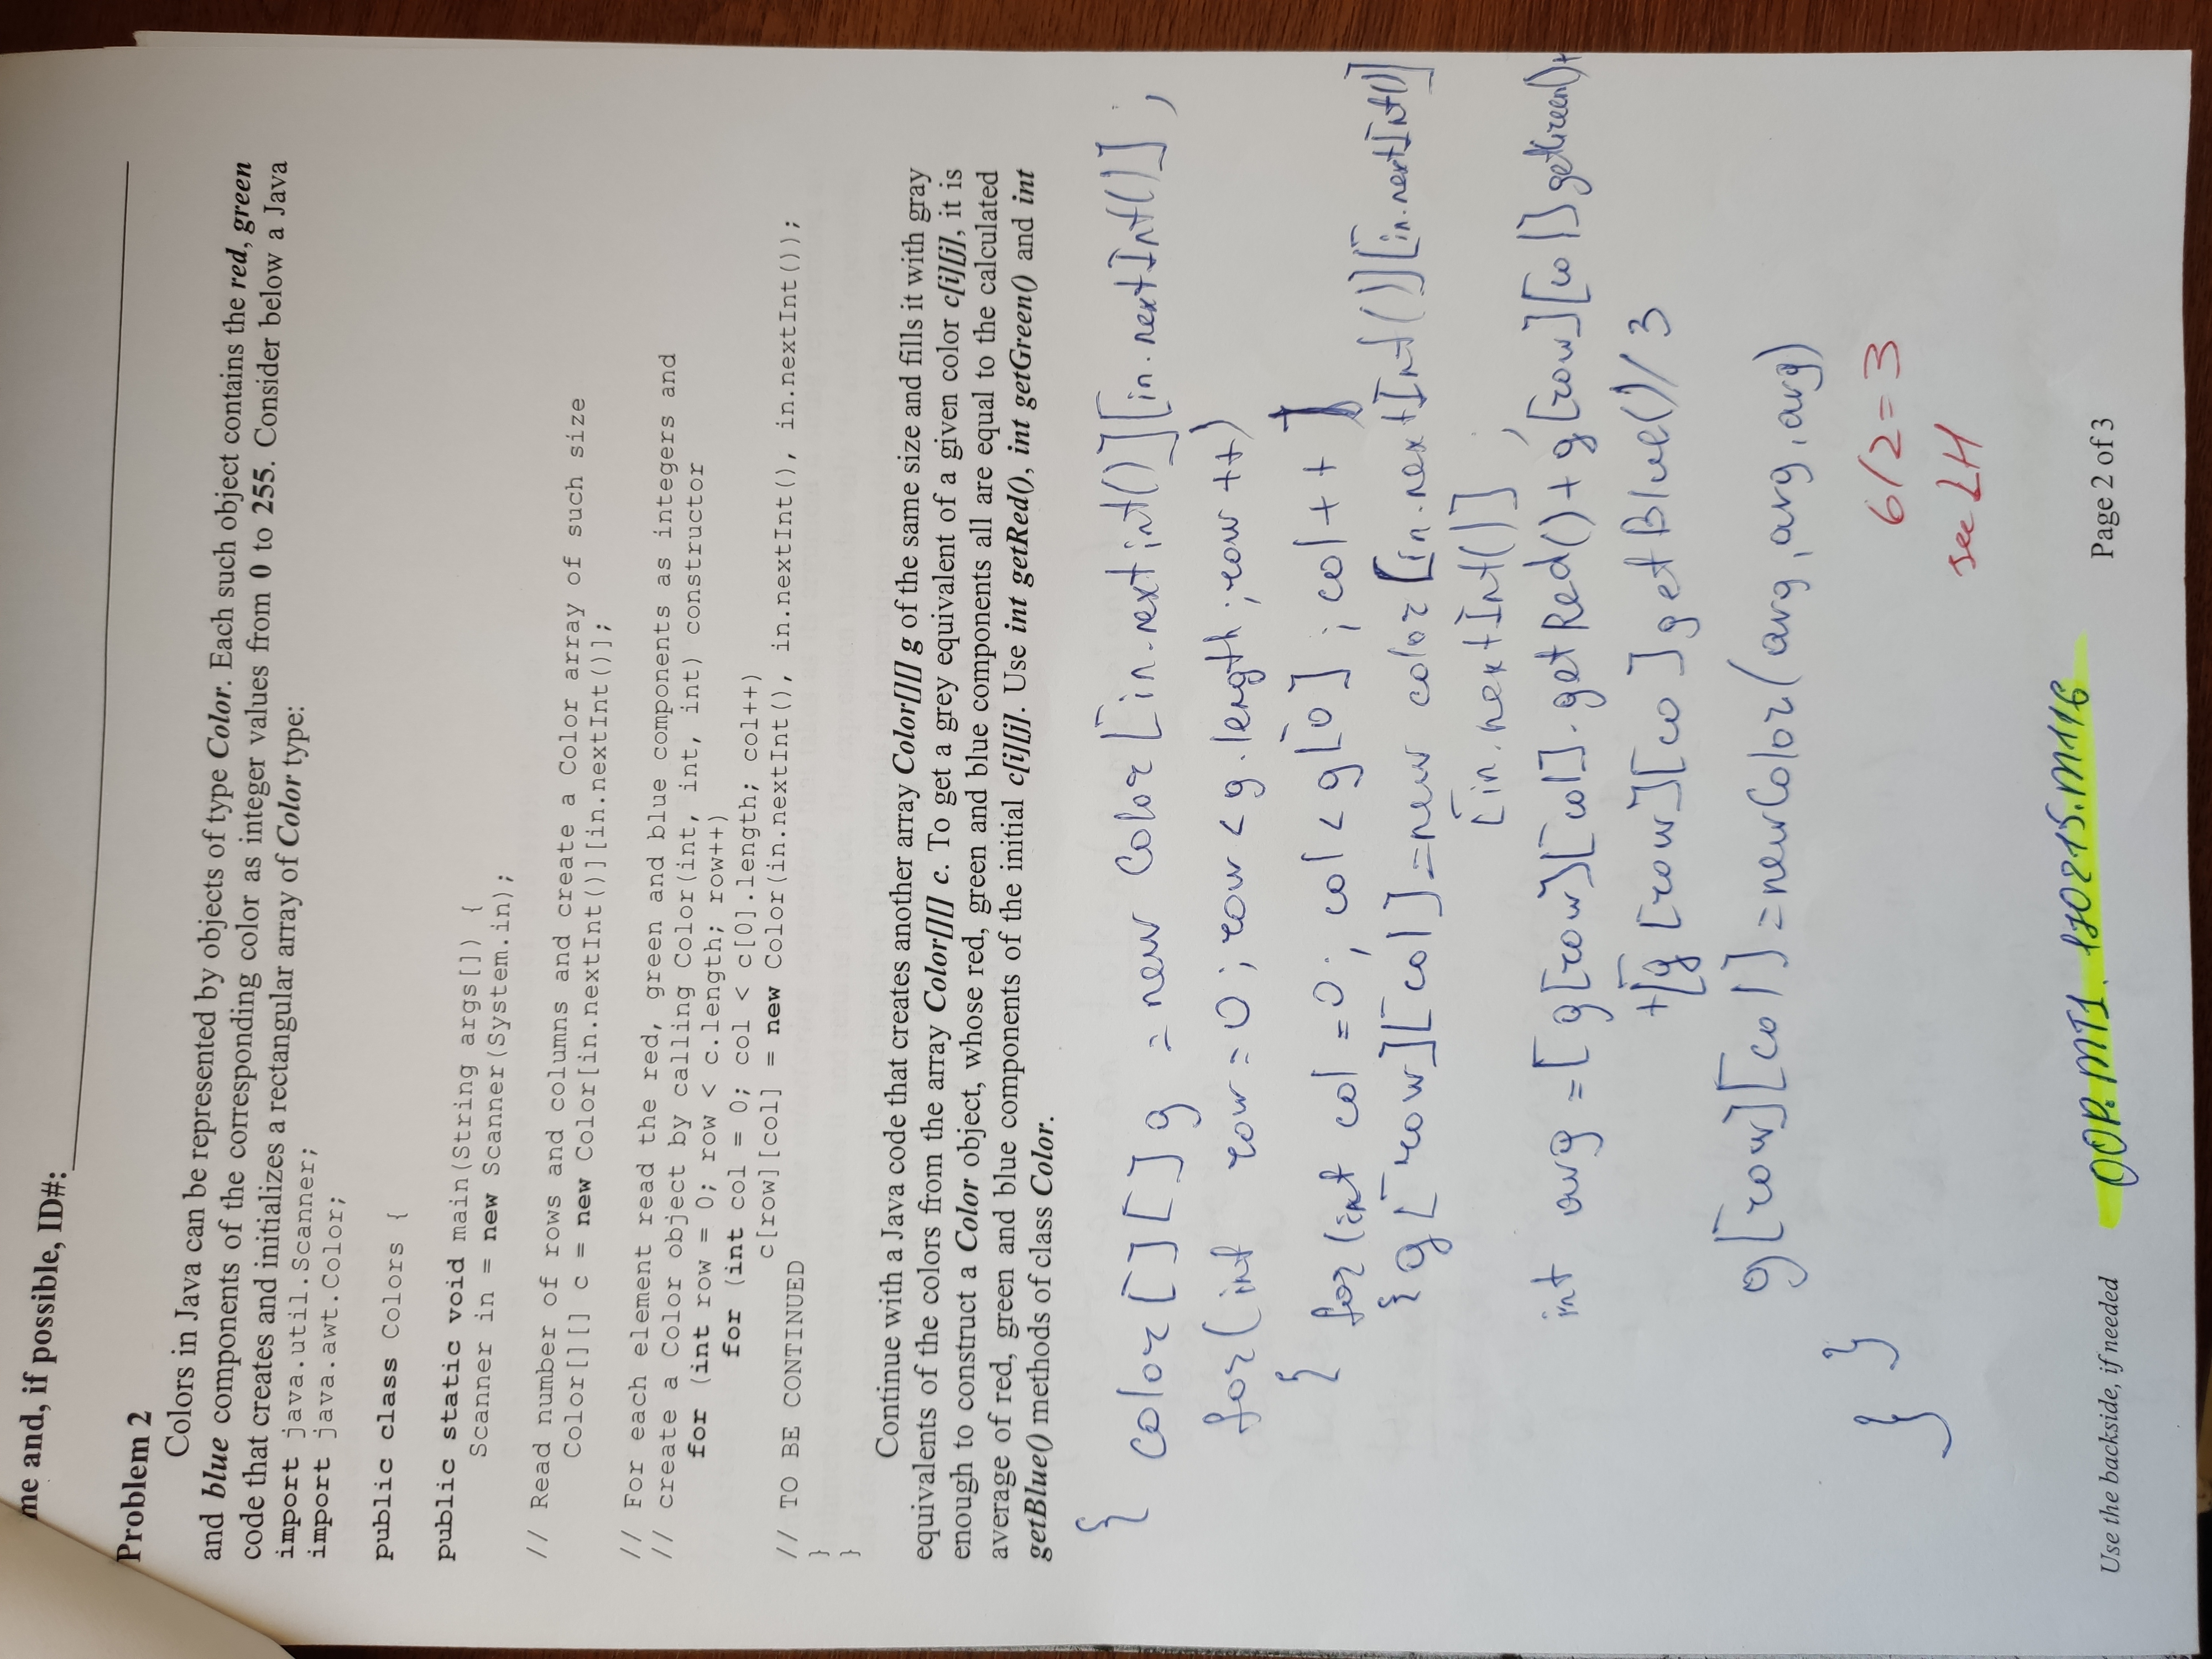 me and, if possible, ID#:
Problem 2
Colors in Java can be represented by objects of type Color. Each such object contains the red, green
and blue components of the corresponding color as integer values from 0 to 255. Consider below a Java
code that creates and initializes a rectangular array of Color type:
import java.util.Scanner;
import java.awt.Color;
public class Colors {
public static void main(String args[]) {
Scanner in = new Scanner(System.in);
// Read number of rows and columns and create a Color array of such size
Color[][] c = new Color[in.nextInt()][in.nextInt()];
// For each element read the red, green and blue components as integers and
// create a Color object by calling Color(int, int, int) constructor
for (int row = 0; row < c.length; row++)
for (int col = 0; col < c[0].length; col++)
c[row][col] = new Color(in.nextInt(), in.nextInt(), in.nextInt());
// TO BE CONTINUED
}
}
Continue with a Java code that creates another array Color[][] g of the same size and fills it with gray
equivalents of the colors from the array Color[][] c. To get a grey equivalent of a given color c[i][j], it is
enough to construct a Color object, whose red, green and blue components all are equal to the calculated
average of red, green and blue components of the initial c[i][j]. Use int getRed(), int getGreen() and int
getBlue() methods of class Color.
{ color[][] g = new Color[in.nextint()][in.nextInt()];
for(int row=0; row<g.length; row++)
{ for(int col=0; col<g[0]; col++]
{g[row][col]=new color[in.nextInt()][in.nextInt()]
[in.nextInt()];
int avg =[g[row][col].getRed()+g[row][col]getGreen()+
+[g[row][co]getBlue()/3
g[row][col]=newColor(avg,avg,avg)
}
}
6/2=3
see LH
OOP.MT1.170215.M116
Use the backside, if needed
Page 2 of 3